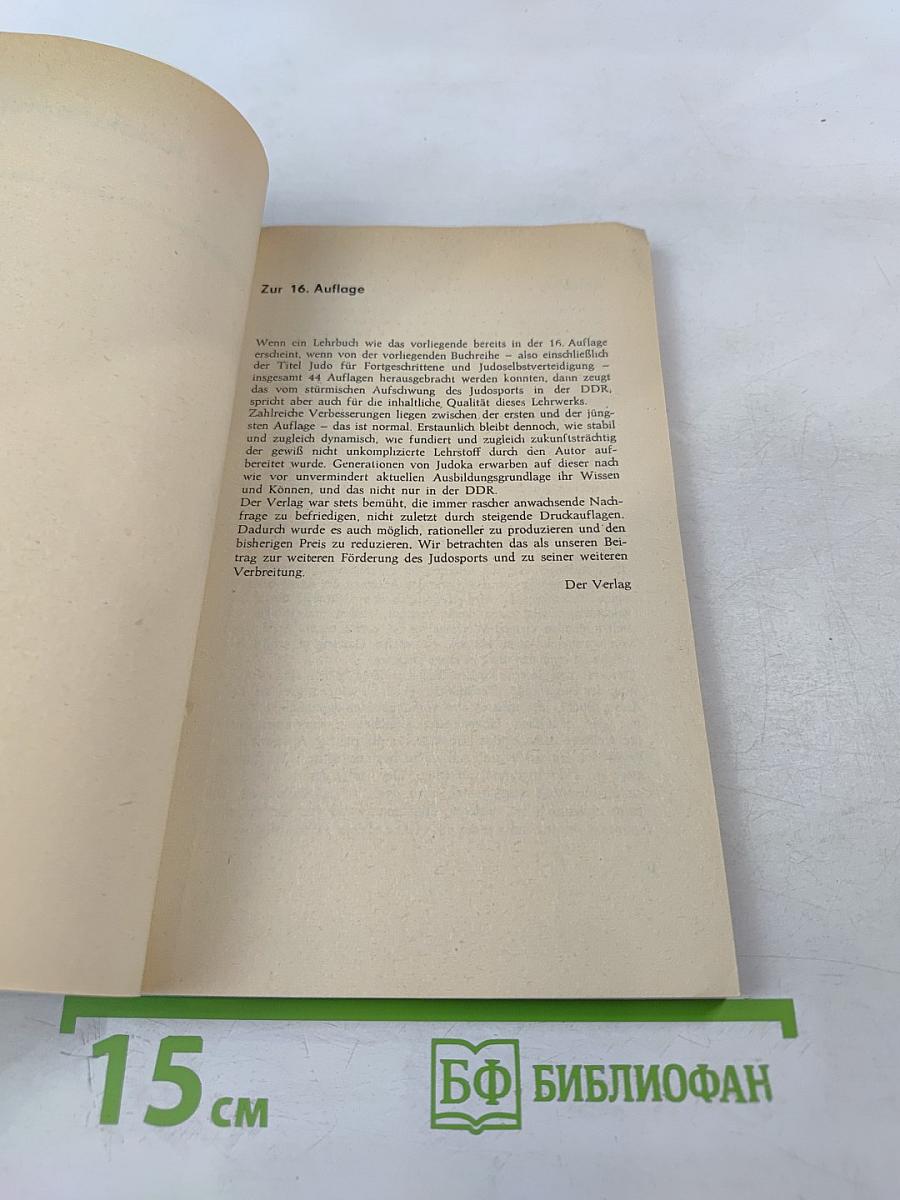 Zur 16. Auflage
Wenn ein Lehrbuch wie das vorliegende bereits in der 16. Auflage
erscheint, wenn von der vorliegenden Buchreihe – also einschließlich
der Titel Judo für Fortgeschrittene und Judoselbstverteidigung –
insgesamt 44 Auflagen herausgebracht werden konnten, dann zeugt
das vom stürmischen Aufschwung des Judosports in der DDR,
spricht aber auch für die inhaltliche Qualität dieses Lehrwerks.
Zahlreiche Verbesserungen liegen zwischen der ersten und der jüng-
sten Auflage – das ist normal. Erstaunlich bleibt dennoch, wie stabil
und zugleich dynamisch, wie fundiert und zugleich zukunftsträchtig
der gewiß nicht unkomplizierte Lehrstoff durch den Autor auf-
bereitet wurde. Generationen von Judoka erwarben auf dieser nach
wie vor unvermindert aktuellen Ausbildungsgrundlage ihr Wissen
und Können, und das nicht nur in der DDR.
Der Verlag war stets bemüht, die immer rascher anwachsende Nach-
frage zu befriedigen, nicht zuletzt durch steigende Druckauflagen.
Dadurch wurde es auch möglich, rationeller zu produzieren und den
bisherigen Preis zu reduzieren. Wir betrachten das als unseren Bei-
trag zur weiteren Förderung des Judosports und zu seiner weiteren
Verbreitung.
Der Verlag
15 см
БФ БИБЛИОФАН